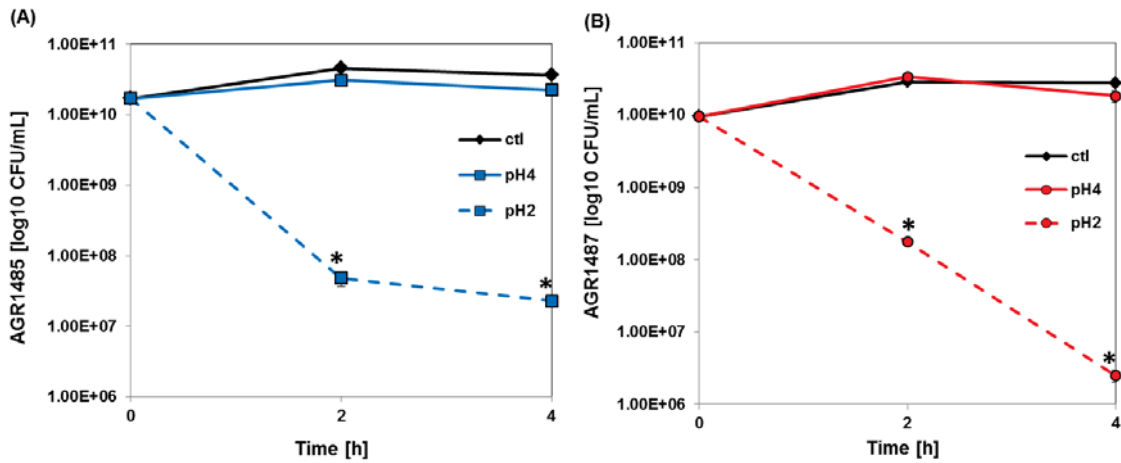 (A)
1.00E+11
1.00E+10
1.00E+09
1.00E+08
1.00E+07
1.00E+06
AGR1485 [log10 CFU/mL]
0
2
4
Time [h]
ctl
pH4
pH2
*
*
(B)
1.00E+11
1.00E+10
1.00E+09
1.00E+08
1.00E+07
1.00E+06
AGR1487 [log10 CFU/mL]
0
2
4
Time [h]
ctl
pH4
pH2
*
*